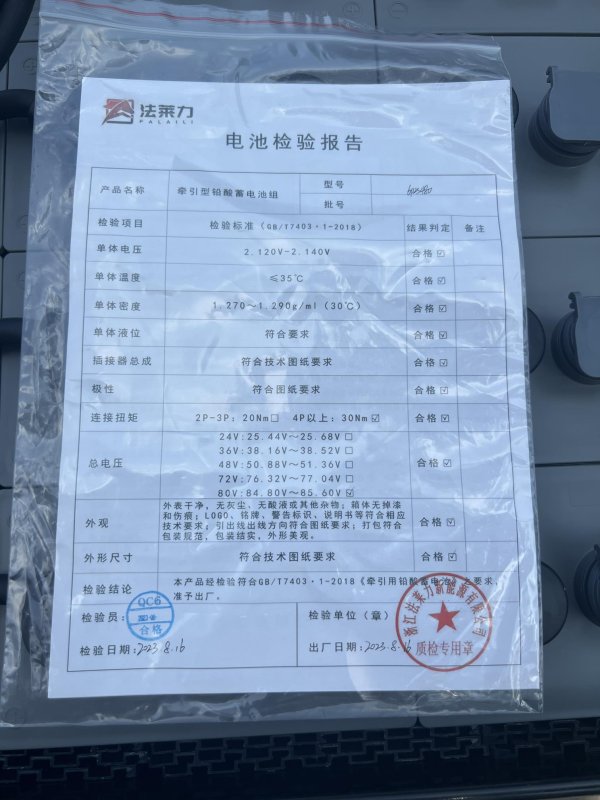 法莱力
PALAILI
电池检验报告
产品名称 牵引型铅酸蓄电池组 型号
批号
检验项目 检验标准（GB/T7403·1-2018） 结果判定 备注
单体电压 2.120V-2.140V 合格☑
单体温度 ≤35℃ 合格☑
单体密度 1.270～1.290g/ml（30℃） 合格☑
单体液位 符合要求 合格☑
插接器总成 符合技术图纸要求 合格☑
极性 符合图纸要求 合格☑
连接扭矩 2P-3P：20Nm☐ 4P以上：30Nm☑ 合格☑
总电压 24V:25.44V～25.68V☐
36V:38.16V～38.52V☐
48V:50.88V～51.36V☐ 合格☑
72V:76.32V～77.04V☐
80V:84.80V～85.60V☑
外观 外表干净，无灰尘、无酸液或其他杂物；箱体无掉漆
和伤痕；LOGO、铭牌、警告标识、说明书等符合相应
技术要求；引出线出线方向符合图纸要求；打包符合 合格☑
包装规范，包装结实，外形美观。
外形尺寸 符合技术图纸要求 合格☑
检验结论 本产品经检验符合GB/T7403·1-2018《牵引用铅酸蓄电池》之要求，
准予出厂。
检验员： QC6 合格 检验单位（章）
浙江法莱力新能源有限公司
质检专用章
检验日期：2023.8.16 出厂日期：2023.8.16